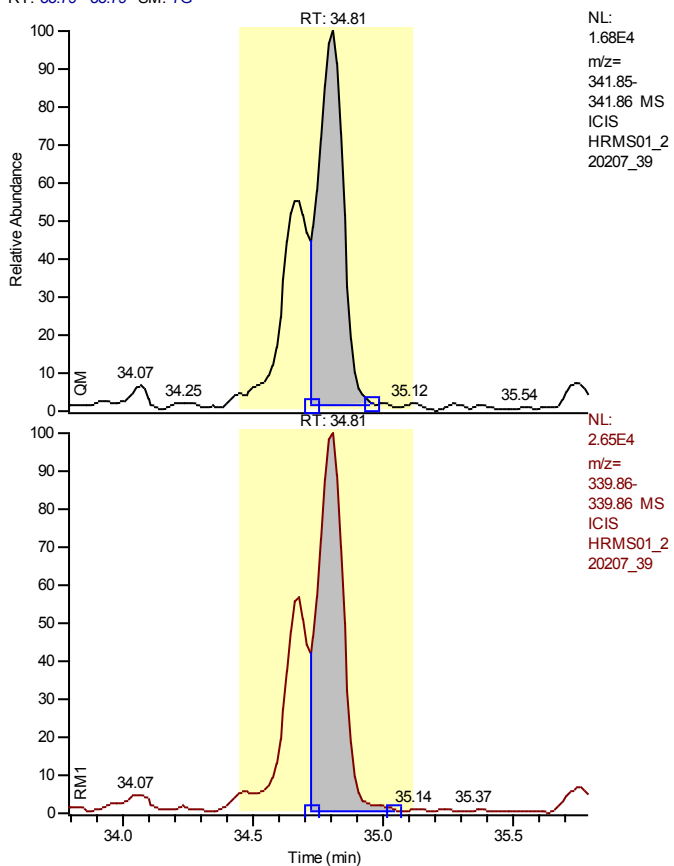 RT: 34.81
NL:
1.68E4
m/z=
341.85-
341.86 MS
ICIS
HRMS01_2
20207_39
100
90
80
70
60
50
40
30
20
10
0
Relative Abundance
QM
34.07
34.25
35.12
35.54
RT: 34.81
NL:
2.65E4
m/z=
339.86-
339.86 MS
ICIS
HRMS01_2
20207_39
100
90
80
70
60
50
40
30
20
10
0
RM1
34.07
35.14
35.37
34.0
34.5
35.0
35.5
Time (min)